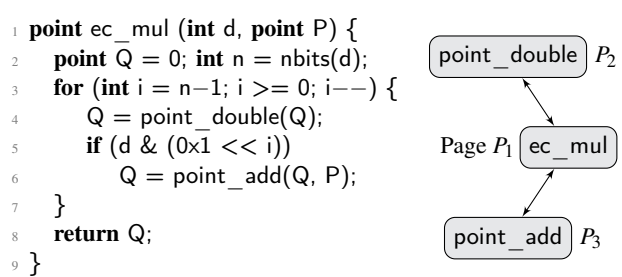 1 point ec_mul (int d, point P) {
2 point Q = 0; int n = nbits(d);
3 for (int i = n−1; i >= 0; i−−) {
4 Q = point_double(Q);
5 if (d & (0x1 << i))
6 Q = point_add(Q, P);
7 }
8 return Q;
9 }
point_double P2
Page P1 ec_mul
point_add P3